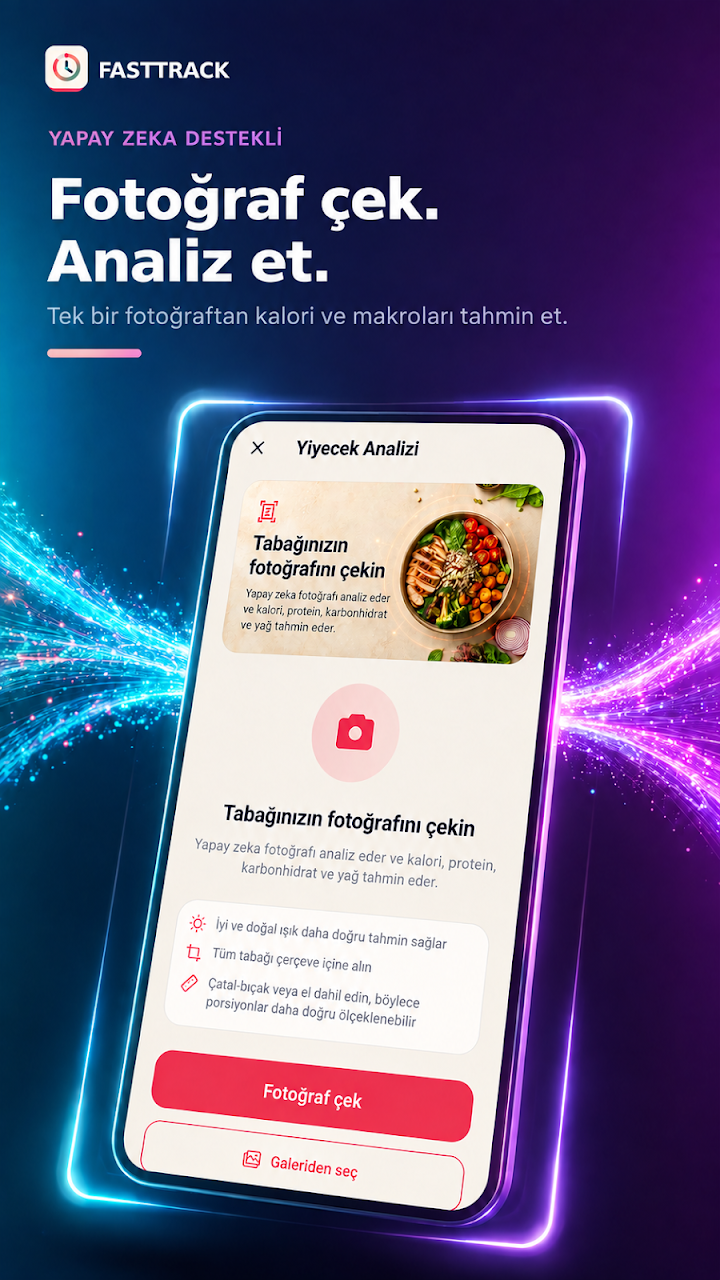 FASTTRACK
YAPAY ZEKA DESTEKLİ
Fotoğraf çek.
Analiz et.
Tek bir fotoğraftan kalori ve makroları tahmin et.
Yiyecek Analizi
Tabağınızın
fotoğrafını çekin
Yapay zeka fotoğrafı analiz eder
ve kalori, protein, karbonhidrat
ve yağ tahmin eder.
Tabağınızın fotoğrafını çekin
Yapay zeka fotoğrafı analiz eder ve kalori, protein,
karbonhidrat ve yağ tahmin eder.
İyi ve doğal ışık daha doğru tahmin sağlar
Tüm tabağı çerçeve içine alın
Çatal-bıçak veya el dahil edin, böylece
porsiyonlar daha doğru ölçeklenebilir
Fotoğraf çek
Galeriden seç